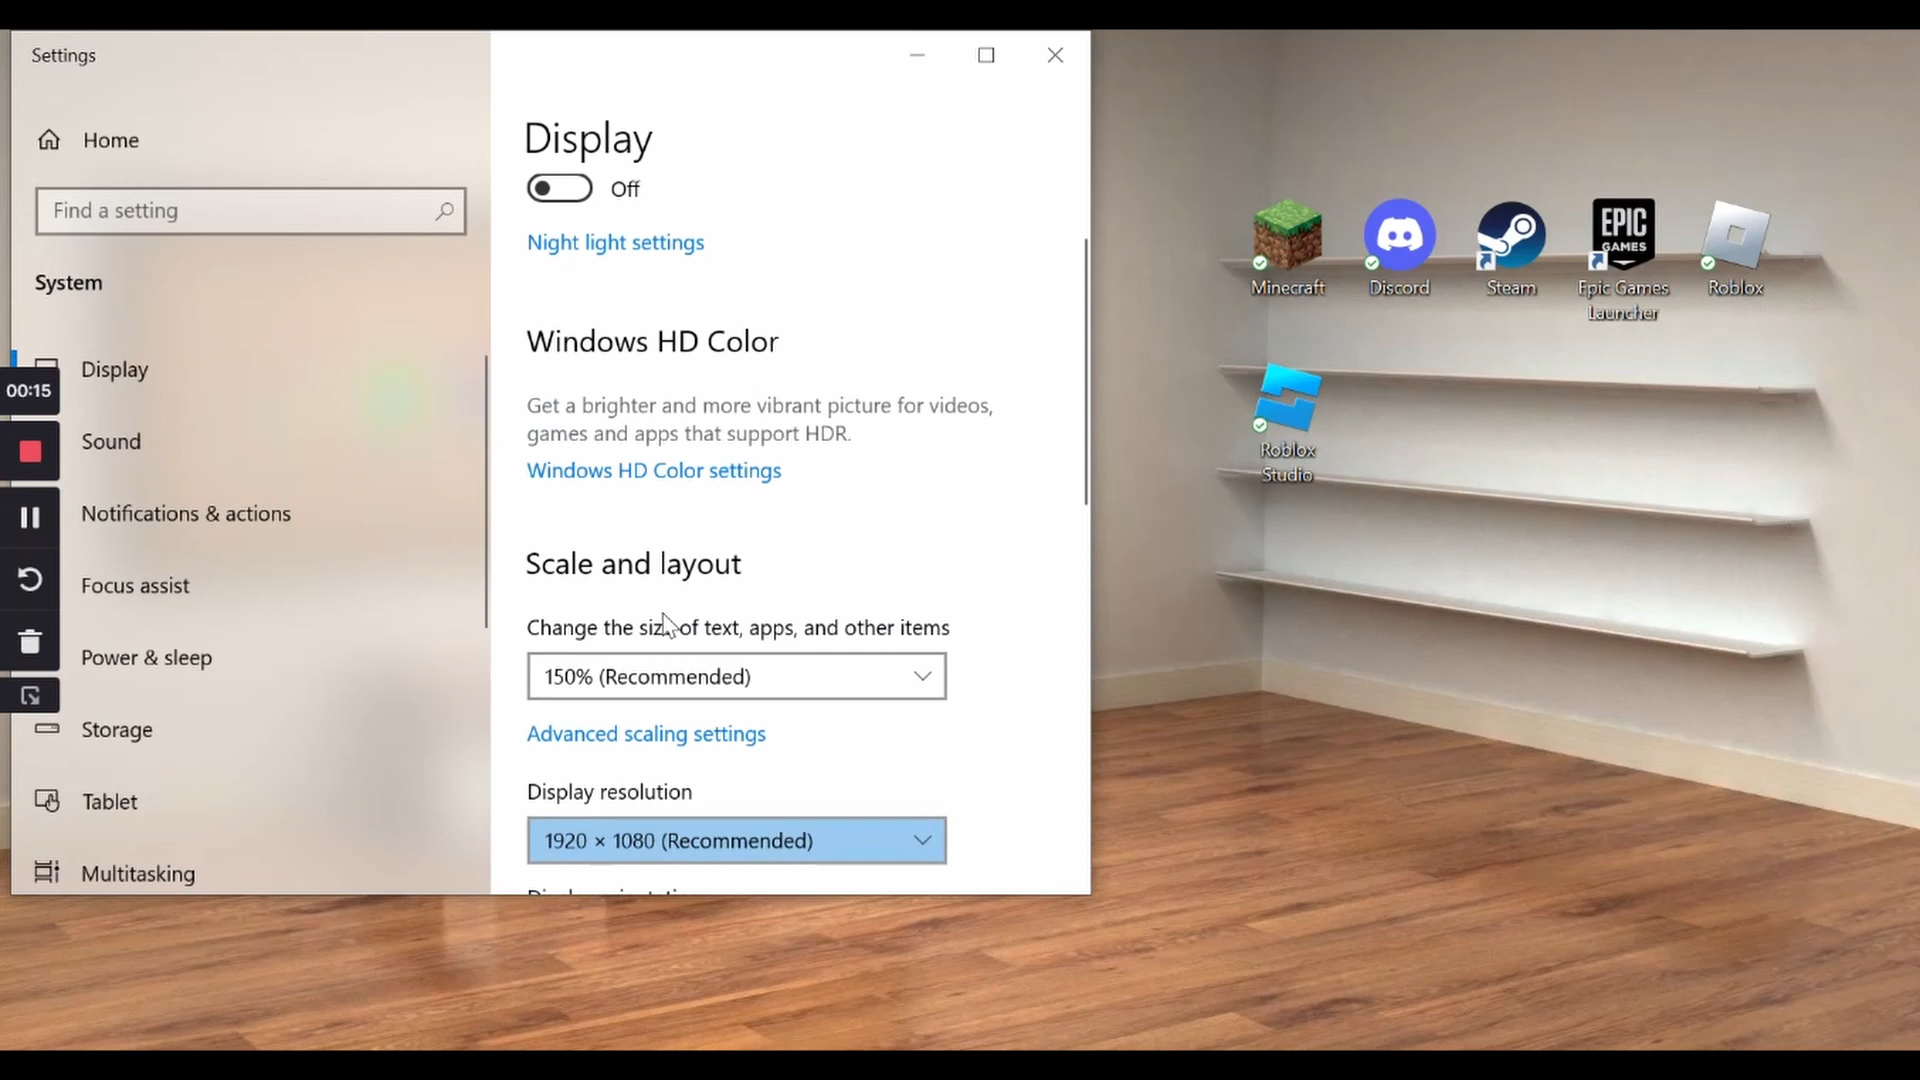 Settings
Home
Find a setting
System
Display
00:15
Sound
Notifications & actions
Focus assist
Power & sleep
Storage
Tablet
Multitasking
Display
Off
Night light settings
Windows HD Color
Get a brighter and more vibrant picture for videos,
games and apps that support HDR.
Windows HD Color settings
Scale and layout
Change the size of text, apps, and other items
150% (Recommended)
Advanced scaling settings
Display resolution
1920 × 1080 (Recommended)
EPIC
GAMES
Minecraft
Discord
Steam
Epic Games
Launcher
Roblox
Roblox
Studio